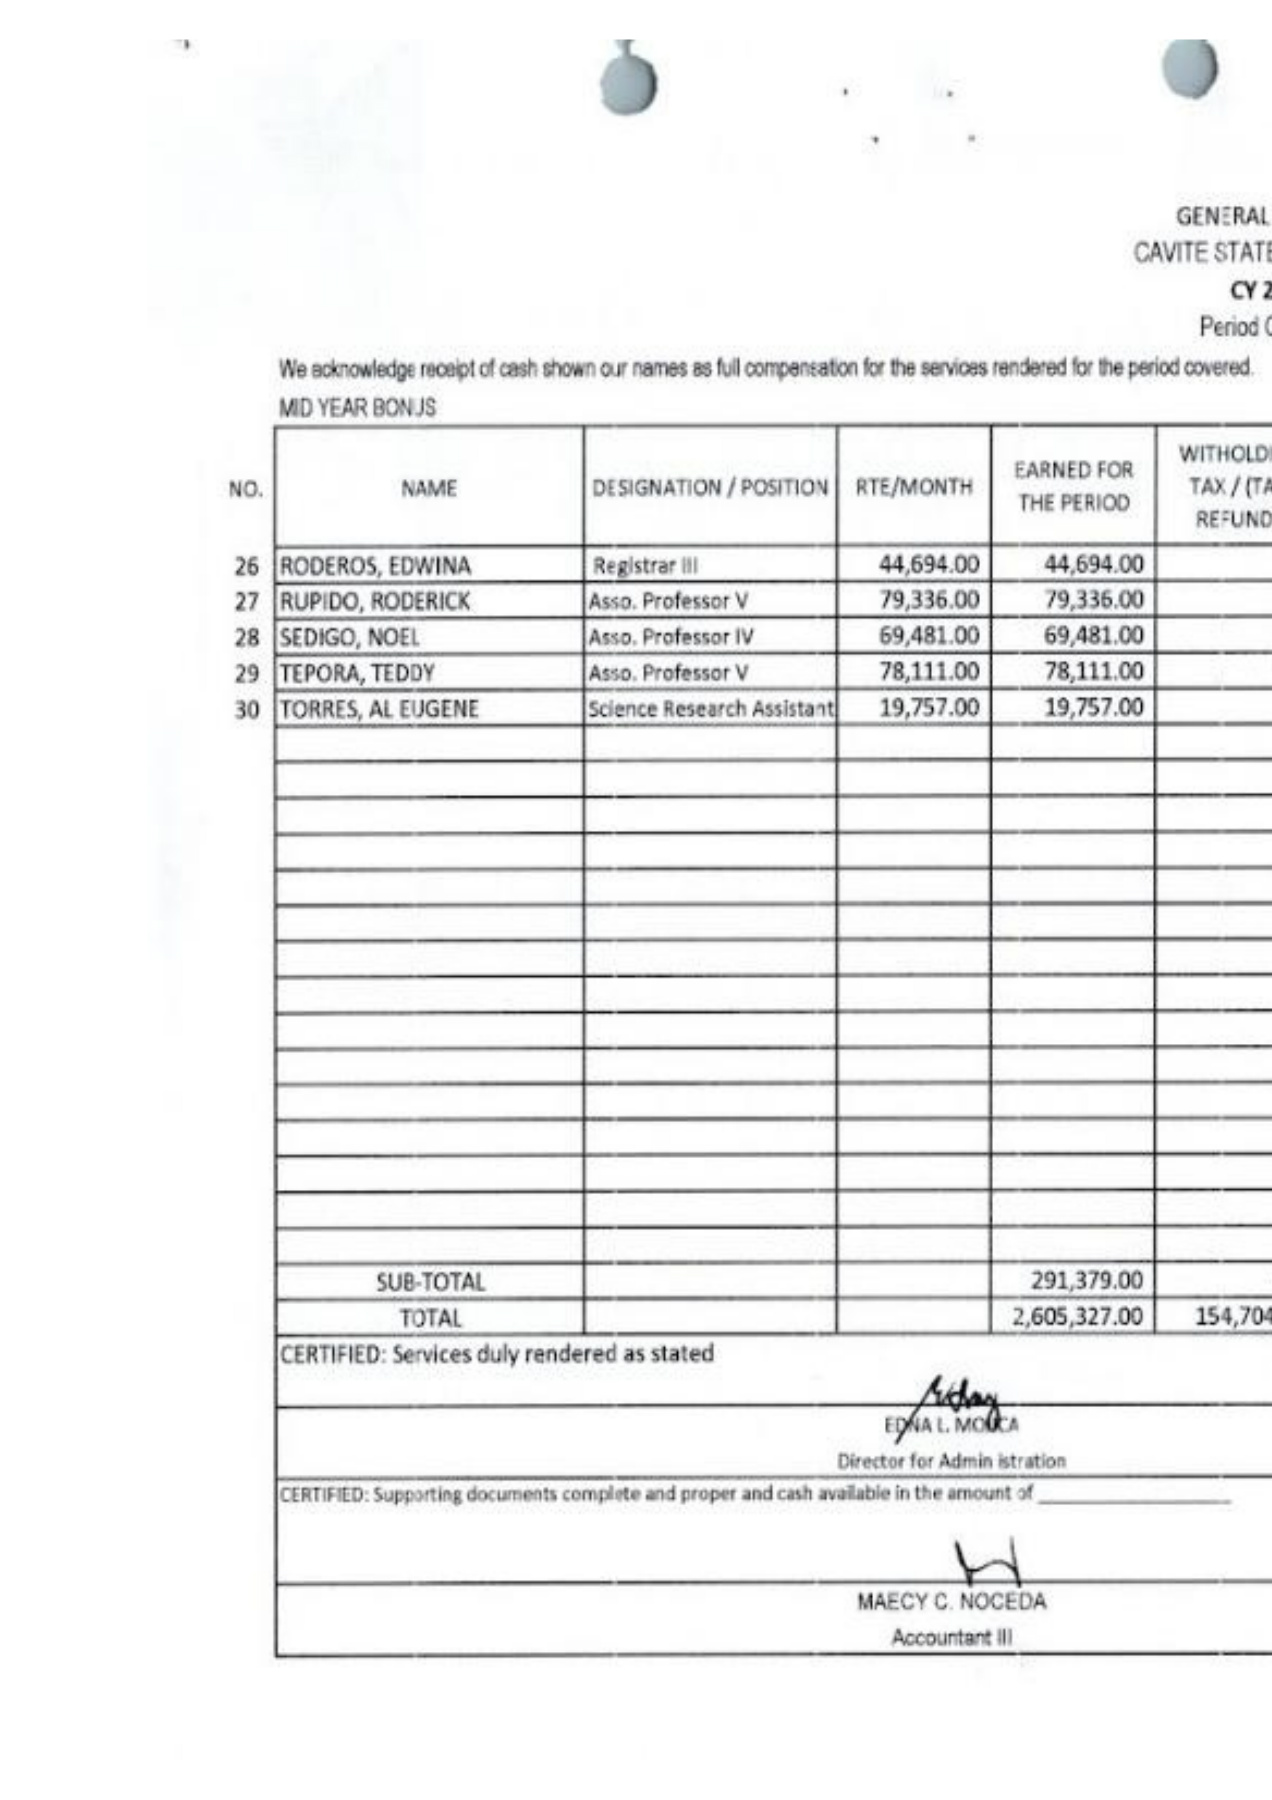 GENERAL
CAVITE STATE
CY 2
Period C
We acknowledge receipt of cash shown our names as full compensation for the services rendered for the period covered.
MID YEAR BONUS
NO. NAME DESIGNATION / POSITION RTE/MONTH EARNED FOR THE PERIOD WITHOLDI TAX / (TA REFUND
26 RODEROS, EDWINA Registrar III 44,694.00 44,694.00
27 RUPIDO, RODERICK Asso. Professor V 79,336.00 79,336.00
28 SEDIGO, NOEL Asso. Professor IV 69,481.00 69,481.00
29 TEPORA, TEDDY Asso. Professor V 78,111.00 78,111.00
30 TORRES, AL EUGENE Science Research Assistant 19,757.00 19,757.00
SUB-TOTAL 291,379.00
TOTAL 2,605,327.00 154,704
CERTIFIED: Services duly rendered as stated
EDNA L. MOJICA
Director for Admin istration
CERTIFIED: Supporting documents complete and proper and cash available in the amount of
MAECY C. NOCEDA
Accountant III